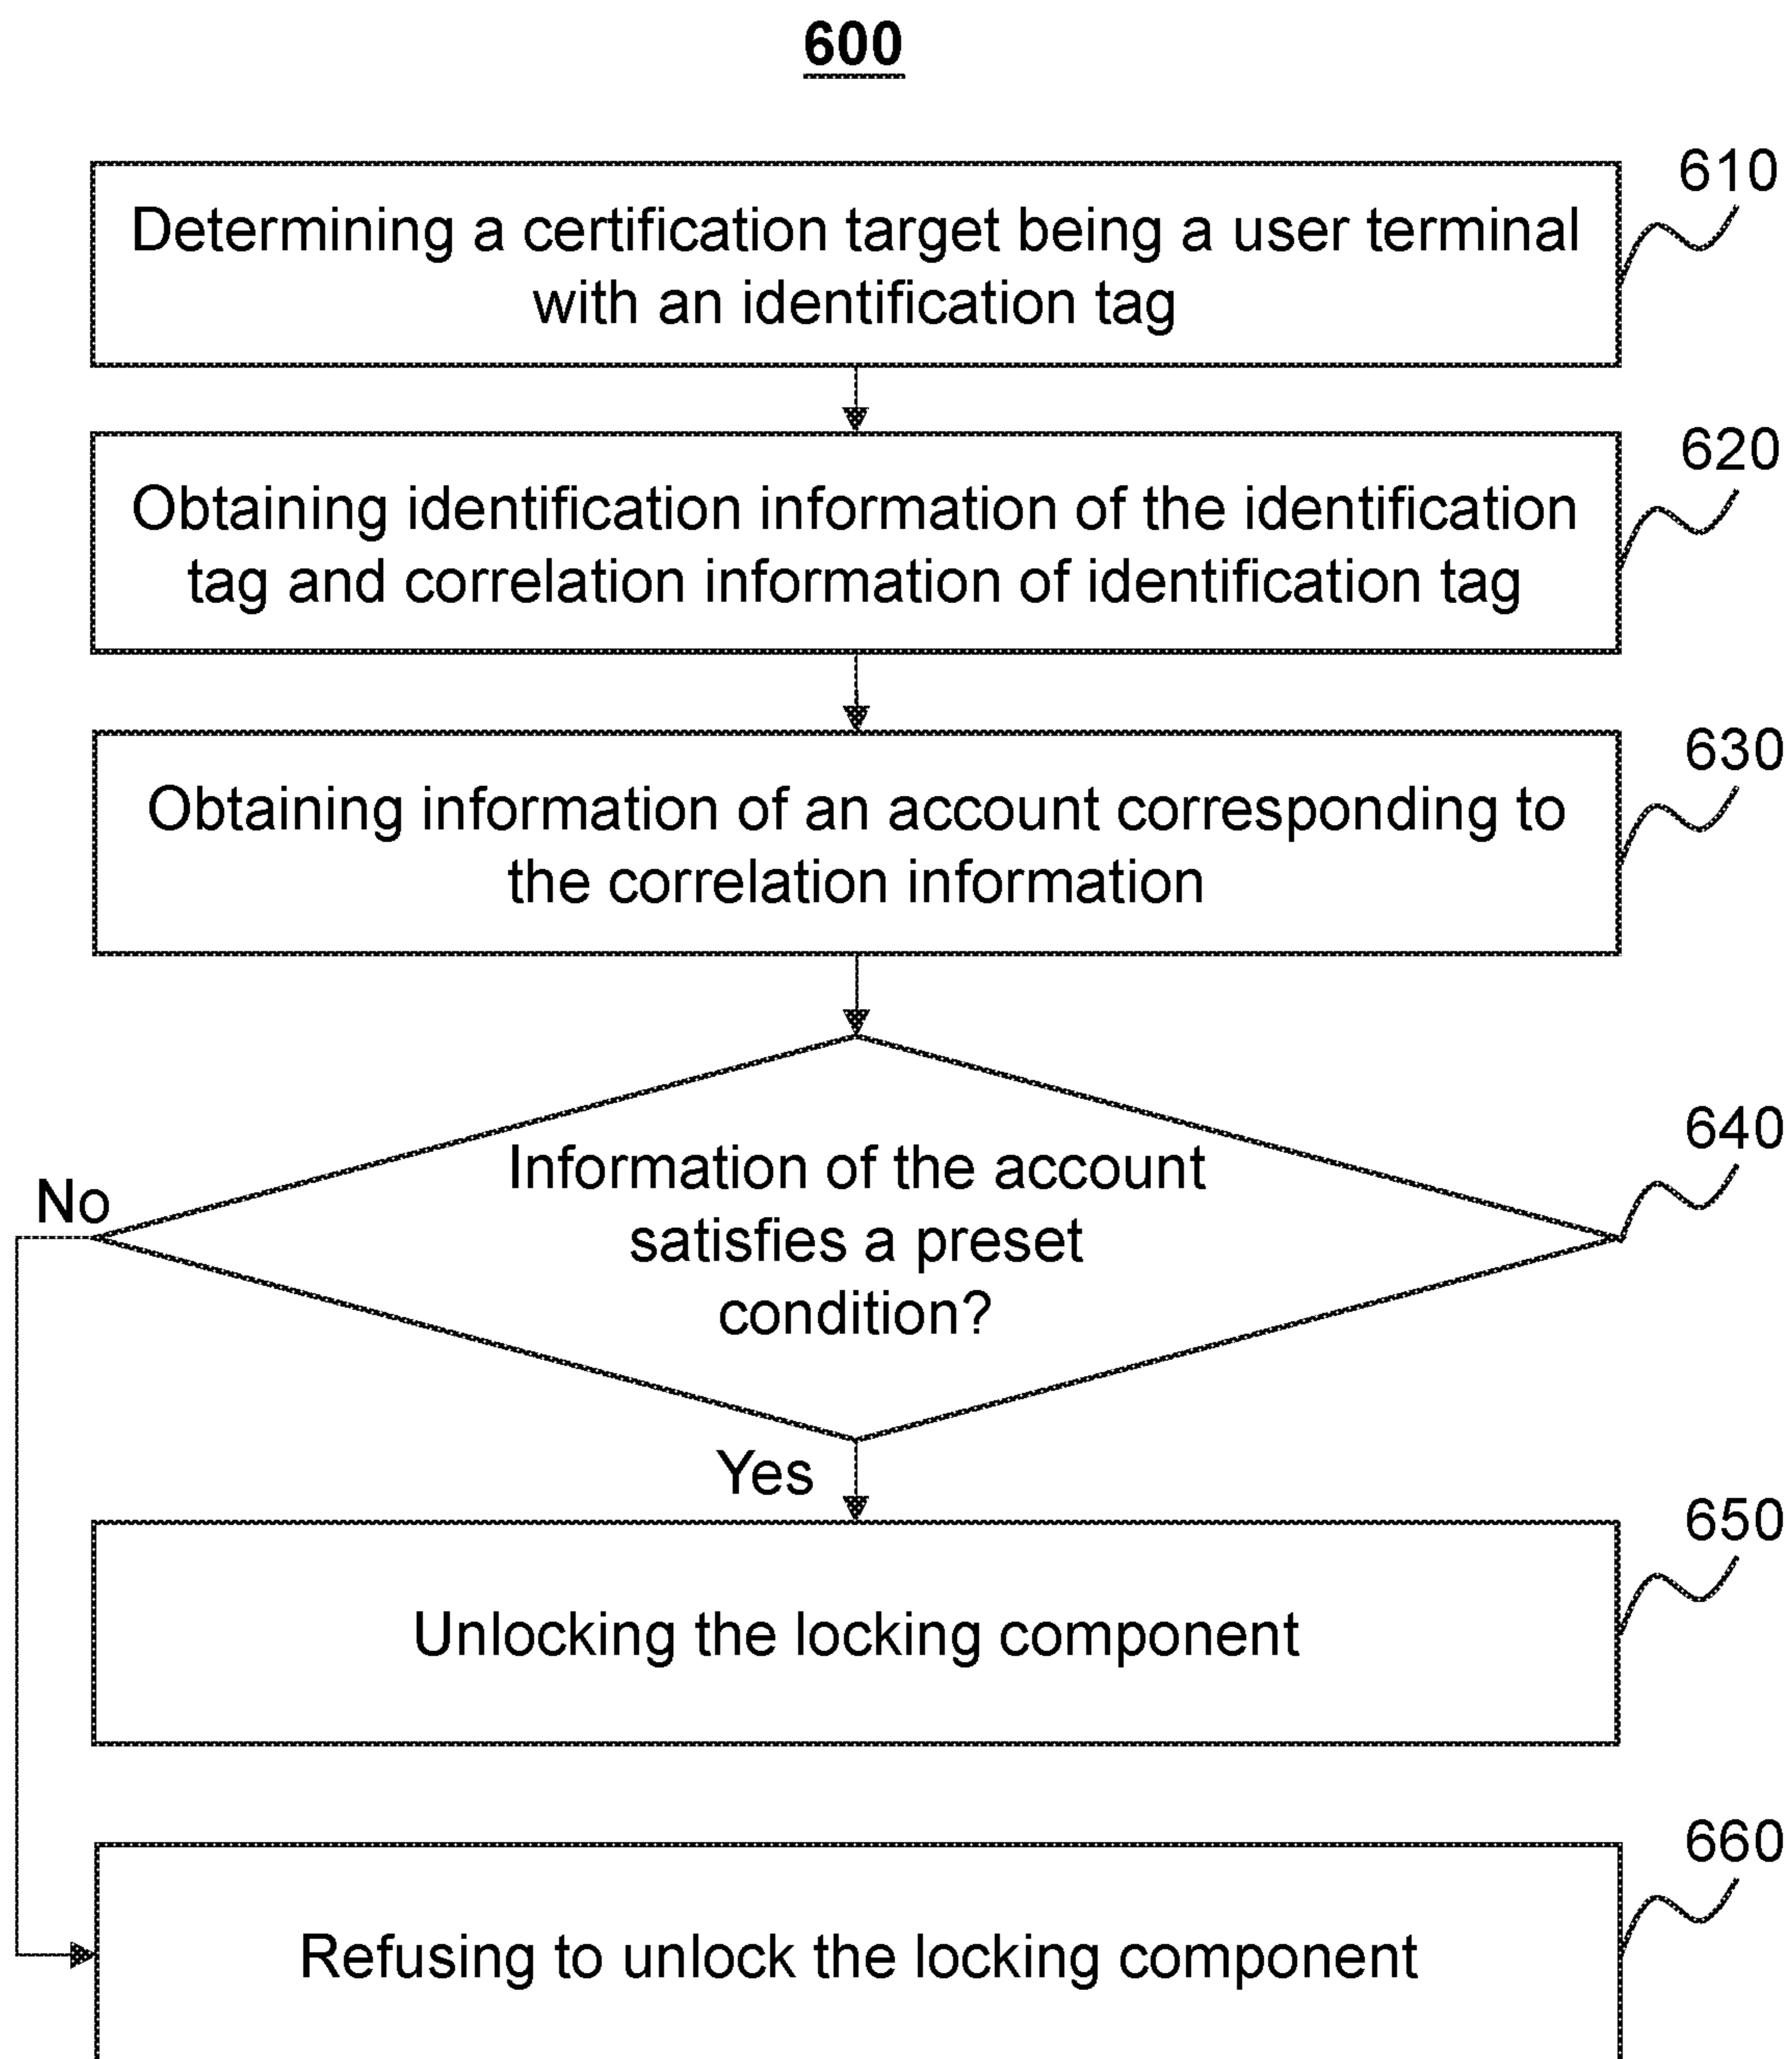 600
610
Determining a certification target being a user terminal
with an identification tag
620
Obtaining identification information of the identification
tag and correlation information of identification tag
630
Obtaining information of an account corresponding to
the correlation information
640
Information of the account
satisfies a preset
condition?
No
Yes
650
Unlocking the locking component
660
Refusing to unlock the locking component